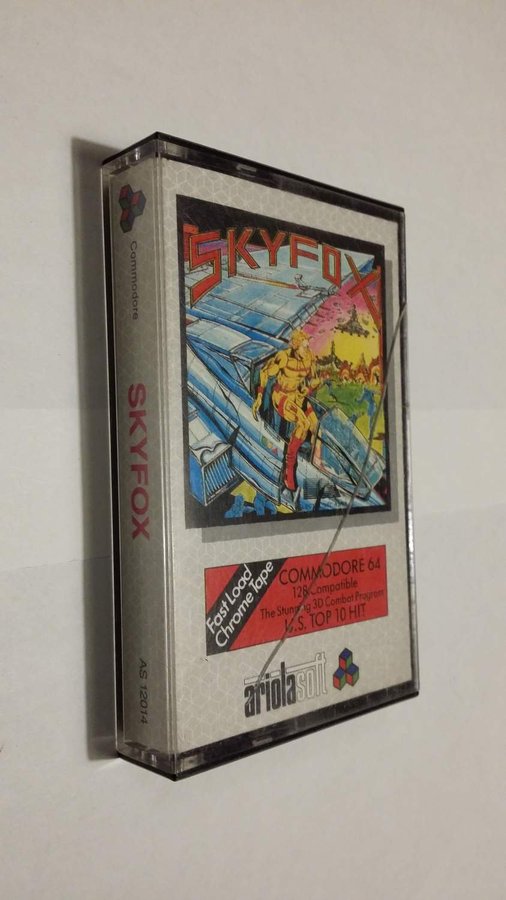 Commodore
SKYFOX
AS 12014
SKYFOX
Fast Load
Chrome Tape
COMMODORE 64
128 Compatible
The Stunning 3D Combat Program
U.S. TOP 10 HIT
ariolasoft